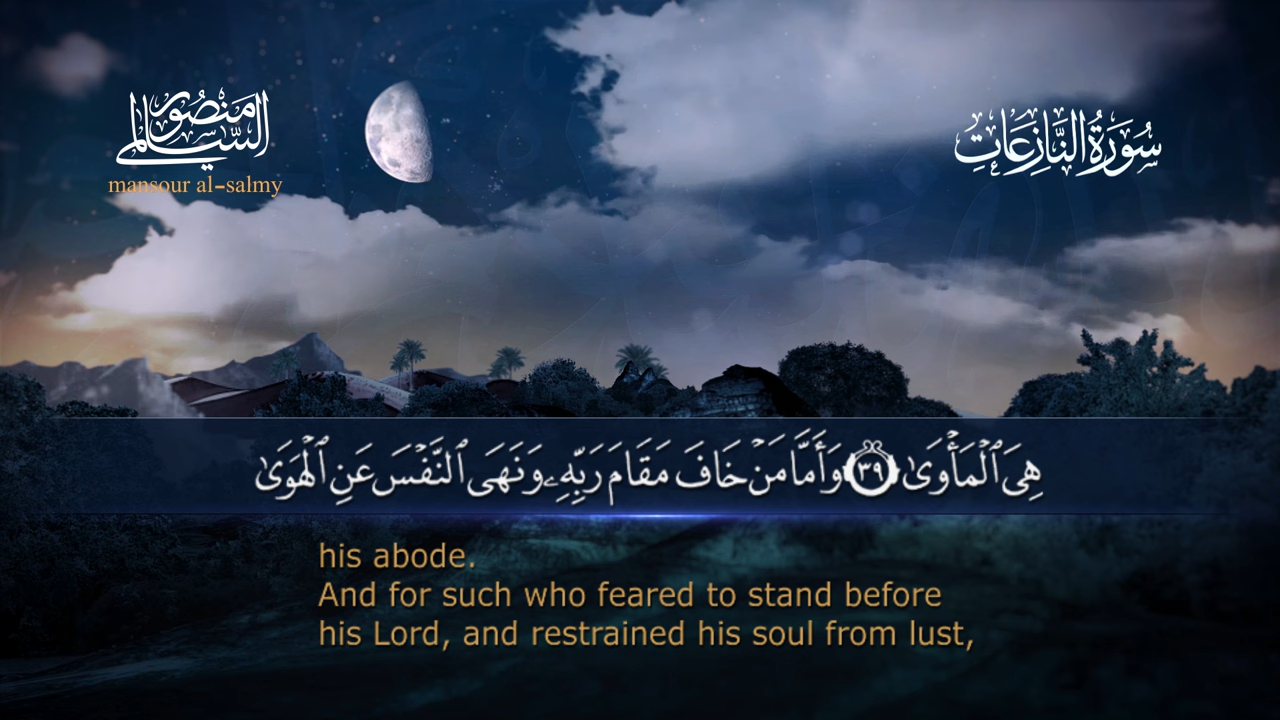 منصور السالمي
mansour al-salmy
سُورَةُ النَّازِعَاتِ
هِيَ ٱلْمَأْوَىٰ ٣٩ وَأَمَّا مَنْ خَافَ مَقَامَ رَبِّهِۦ وَنَهَى ٱلنَّفْسَ عَنِ ٱلْهَوَىٰ
his abode.
And for such who feared to stand before
his Lord, and restrained his soul from lust,